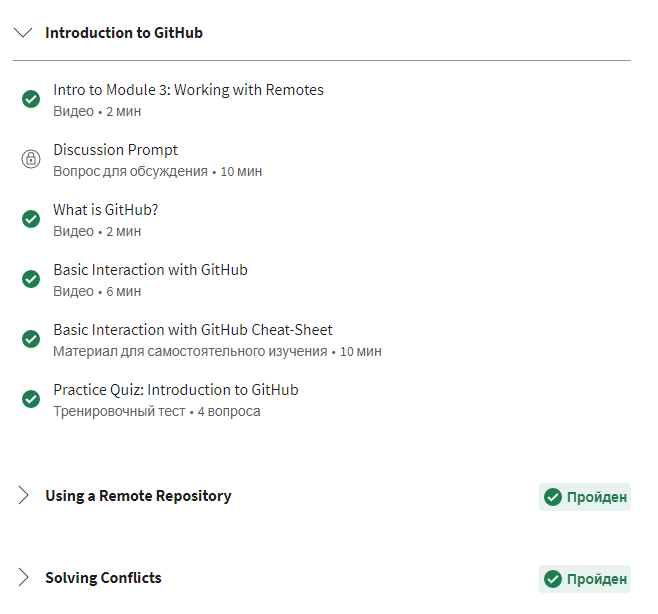 Introduction to GitHub
Intro to Module 3: Working with Remotes
Видео • 2 мин
Discussion Prompt
Вопрос для обсуждения • 10 мин
What is GitHub?
Видео • 2 мин
Basic Interaction with GitHub
Видео • 6 мин
Basic Interaction with GitHub Cheat-Sheet
Материал для самостоятельного изучения • 10 мин
Practice Quiz: Introduction to GitHub
Тренировочный тест • 4 вопроса
Using a Remote Repository Пройден
Solving Conflicts Пройден